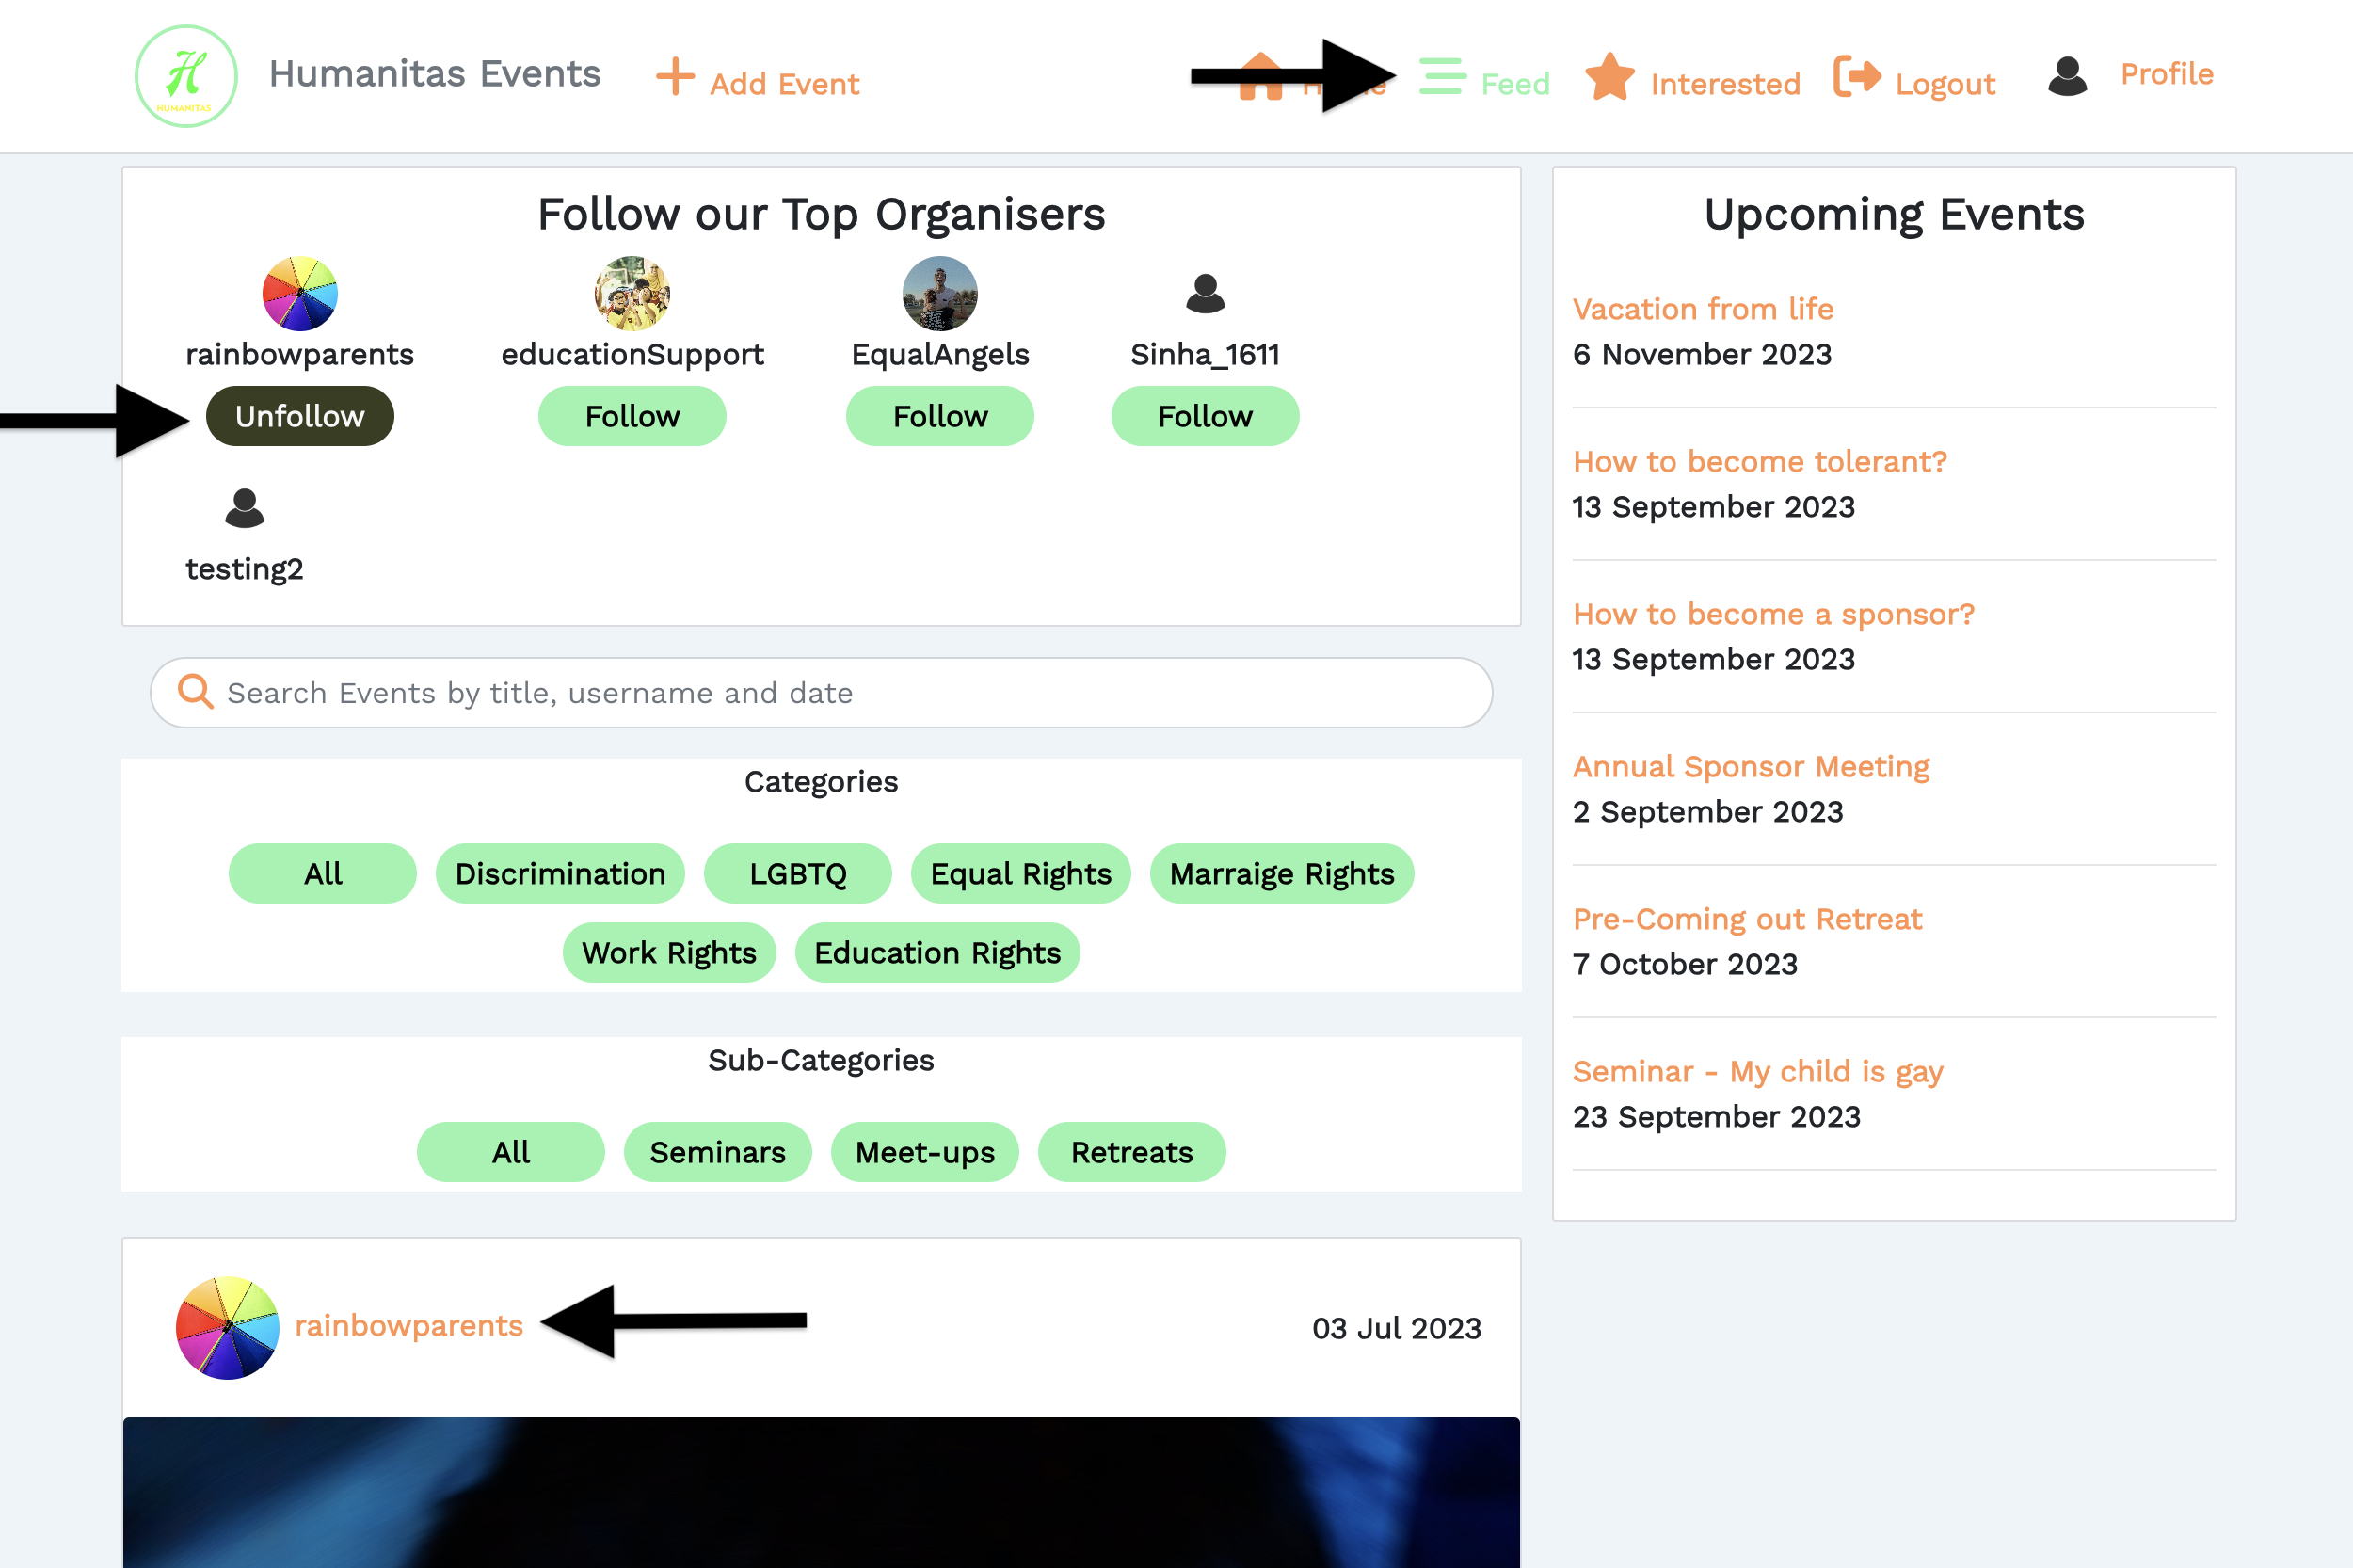 HUMANITAS
Humanitas Events
Add Event
Feed
Interested
Logout
Profile
Follow our Top Organisers
rainbowparents
educationSupport
EqualAngels
Sinha_1611
Unfollow
Follow
Follow
Follow
testing2
Search Events by title, username and date
Categories
All
Discrimination
LGBTQ
Equal Rights
Marraige Rights
Work Rights
Education Rights
Sub-Categories
All
Seminars
Meet-ups
Retreats
rainbowparents
03 Jul 2023
Upcoming Events
Vacation from life
6 November 2023
How to become tolerant?
13 September 2023
How to become a sponsor?
13 September 2023
Annual Sponsor Meeting
2 September 2023
Pre-Coming out Retreat
7 October 2023
Seminar - My child is gay
23 September 2023